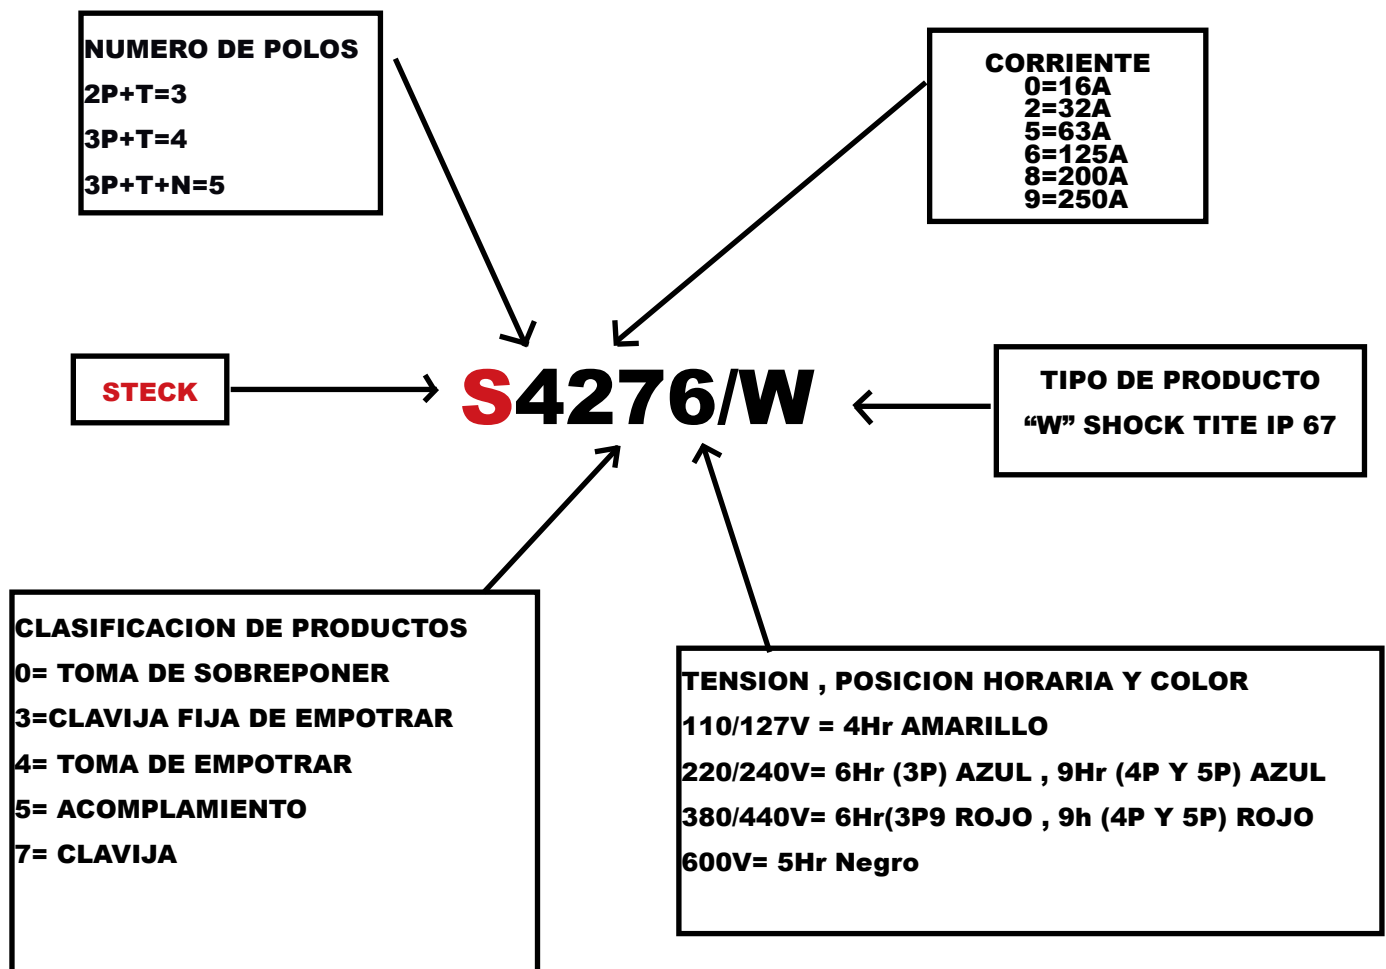 NUMERO DE POLOS
2P+T=3
3P+T=4
3P+T+N=5
CORRIENTE
0=16A
2=32A
5=63A
6=125A
8=200A
9=250A
STECK
S4276/W
TIPO DE PRODUCTO
“W” SHOCK TITE IP 67
CLASIFICACION DE PRODUCTOS
0= TOMA DE SOBREPONER
3=CLAVIJA FIJA DE EMPOTRAR
4= TOMA DE EMPOTRAR
5= ACOMPLAMIENTO
7= CLAVIJA
TENSION , POSICION HORARIA Y COLOR
110/127V = 4Hr AMARILLO
220/240V= 6Hr (3P) AZUL , 9Hr (4P Y 5P) AZUL
380/440V= 6Hr(3P9 ROJO , 9h (4P Y 5P) ROJO
600V= 5Hr Negro